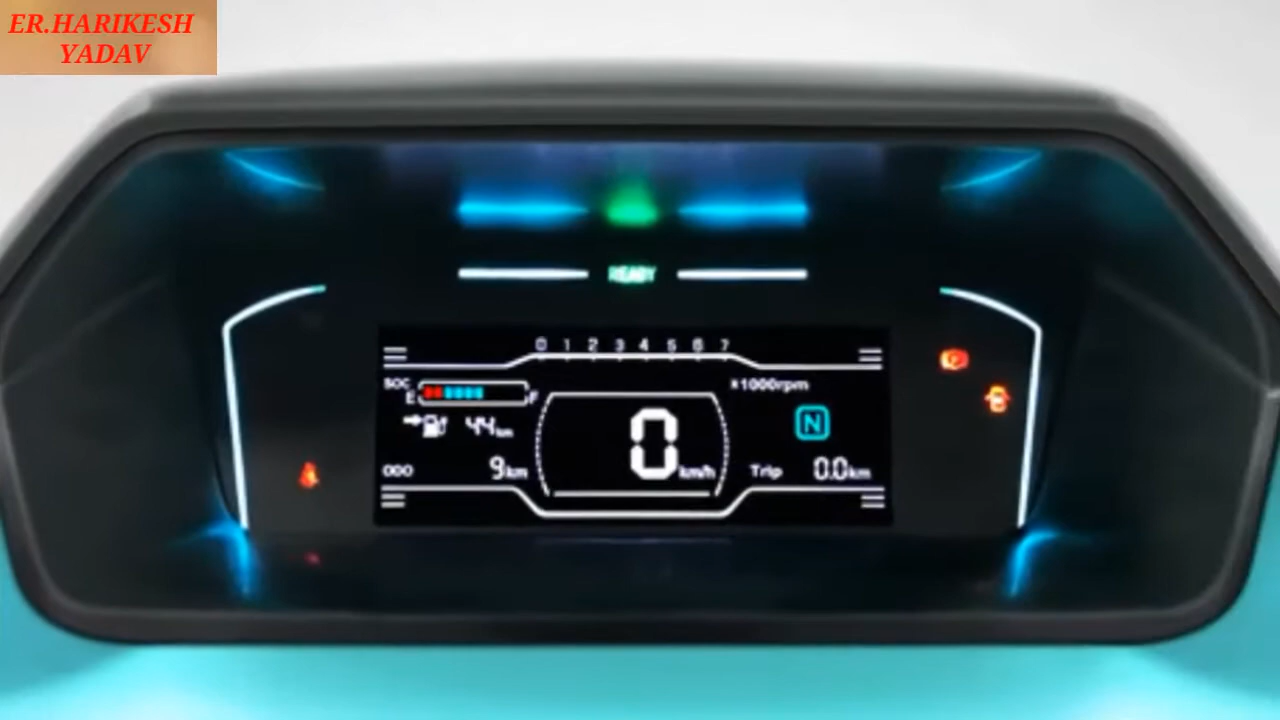 ER.HARIKESH
YADAV
READY
0 1 2 3 4 5 6 7
SOC
E F
x1000rpm
44km
N
0 km/h
ODO 9km
Trip 0.0km